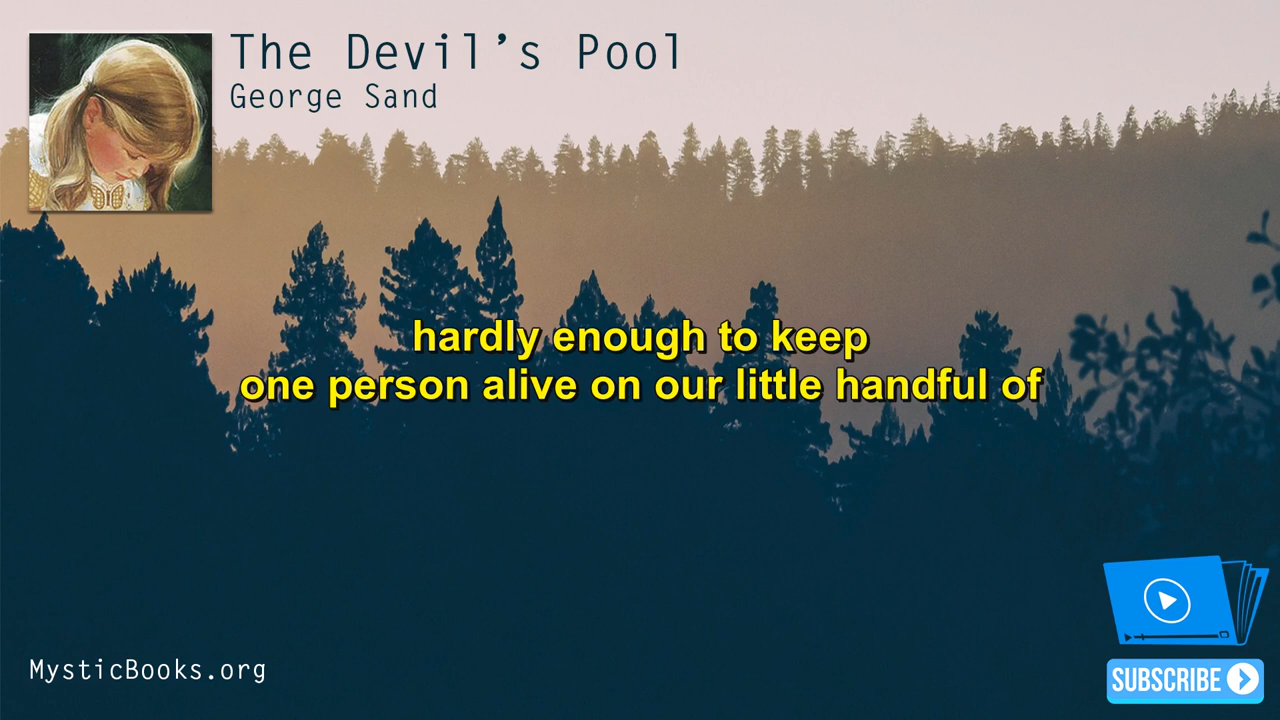 The Devil's Pool
George Sand
hardly enough to keep
one person alive on our little handful of
MysticBooks.org
SUBSCRIBE